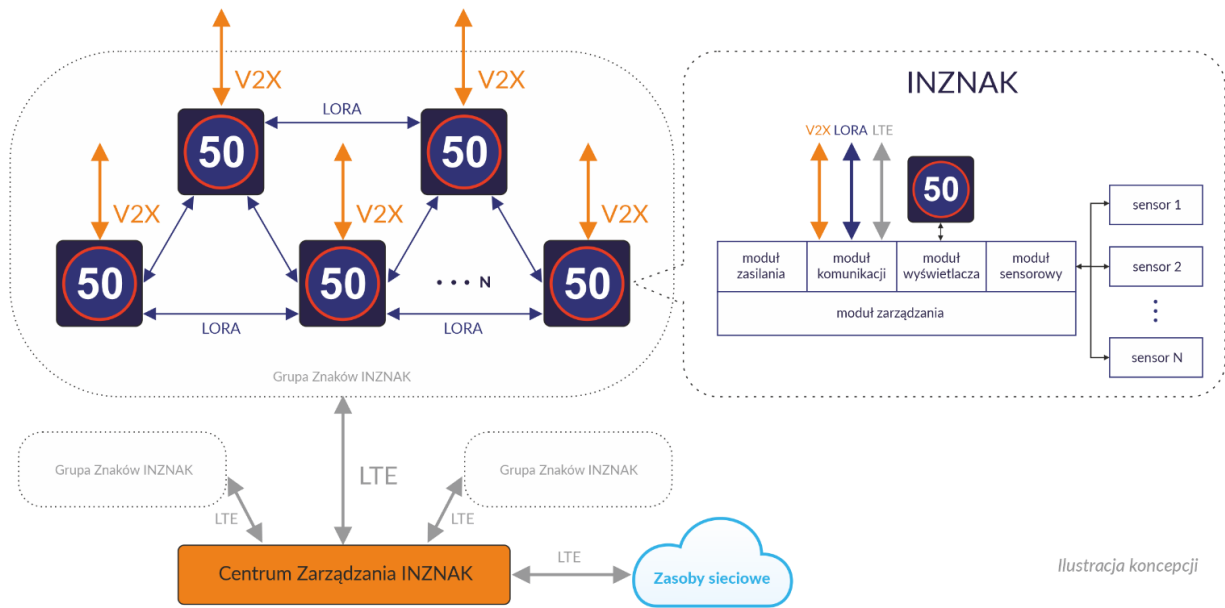 V2X
V2X
LORA
50
50
V2X
V2X
V2X
50
50
• • • N
50
LORA
LORA
Grupa Znaków INZNAK
INZNAK
V2X
LORA
LTE
50
moduł
zasilania
moduł
komunikacji
moduł
wyświetlacza
moduł
sensorowy
moduł zarządzania
sensor 1
sensor 2
sensor N
Grupa Znaków INZNAK
LTE
Grupa Znaków INZNAK
LTE
LTE
Centrum Zarządzania INZNAK
LTE
Zasoby sieciowe
Ilustracja koncepcji